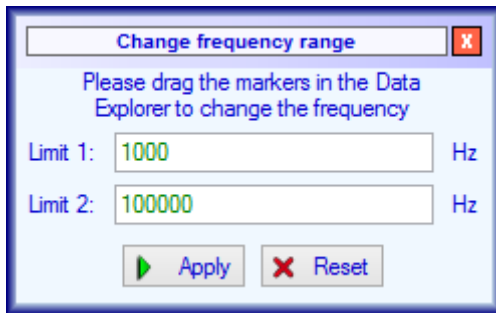 Change frequency range X
Please drag the markers in the Data
Explorer to change the frequency
Limit 1: 1000 Hz
Limit 2: 100000 Hz
Apply Reset